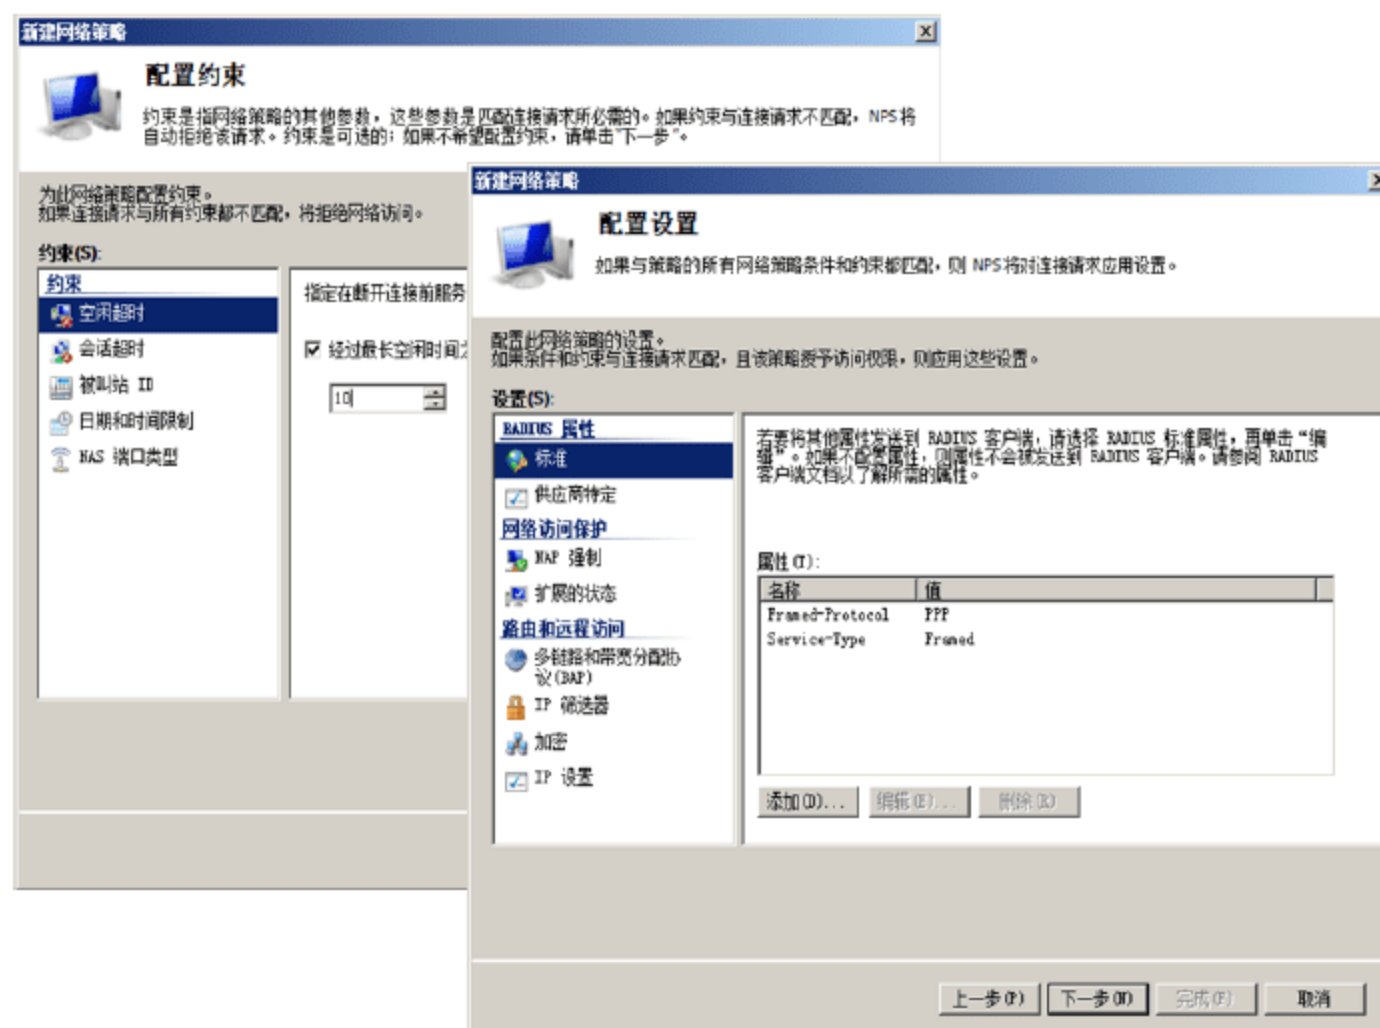 新建网络策略
配置约束
约束是指网络策略的其他参数，这些参数是匹配连接请求所必需的。如果约束与连接请求不匹配，NPS将
自动拒绝该请求。约束是可选的；如果不希望配置约束，请单击"下一步"。
为此网络策略配置约束。
如果连接请求与所有约束都不匹配，将拒绝网络访问。
约束(S):
约束
空闲超时
会话超时
被叫站 ID
日期和时间限制
NAS 端口类型
指定在断开连接前服务
经过最长空闲时间之
10
新建网络策略
配置设置
如果与策略的所有网络策略条件和约束都匹配，则 NPS将对连接请求应用设置。
配置此网络策略的设置。
如果条件和约束与连接请求匹配，且该策略授予访问权限，则应用这些设置。
设置(S):
RADIUS 属性
标准
供应商特定
网络访问保护
NAP 强制
扩展的状态
路由和远程访问
多链路和带宽分配协
议(BAP)
IP 筛选器
加密
IP 设置
若要将其他属性发送到 RADIUS 客户端，请选择 RADIUS 标准属性，再单击“编
辑”。如果不配置属性，则属性不会被发送到 RADIUS 客户端。请参阅 RADIUS
客户端文档以了解所需的属性。
属性(T):
名称 值
Framed-Protocol PPP
Service-Type Framed
添加(D)... 编辑(E)... 删除(R)
上一步(P) 下一步(N) 完成(F) 取消